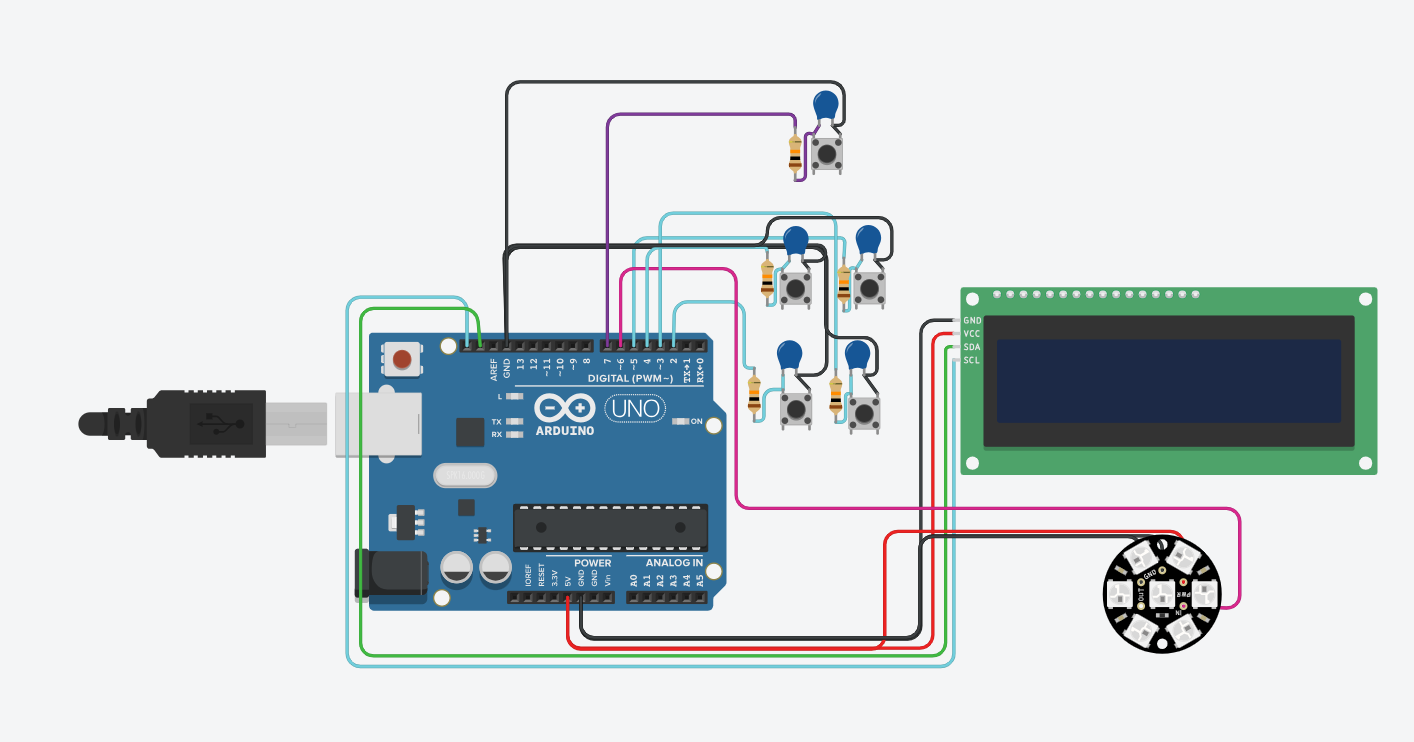 AREF
GND
13
12
~11
~10
~9
8
7
~6
~5
4
~3
2
TX→1
RX←0
DIGITAL (PWM~)
L
TX
RX
ARDUINO
UNO
ON
POWER
ANALOG IN
IOREF
RESET
3.3V
5V
GND
GND
Vin
A0
A1
A2
A3
A4
A5
GND
VCC
SDA
SCL
GND
OUT
PWR
IN